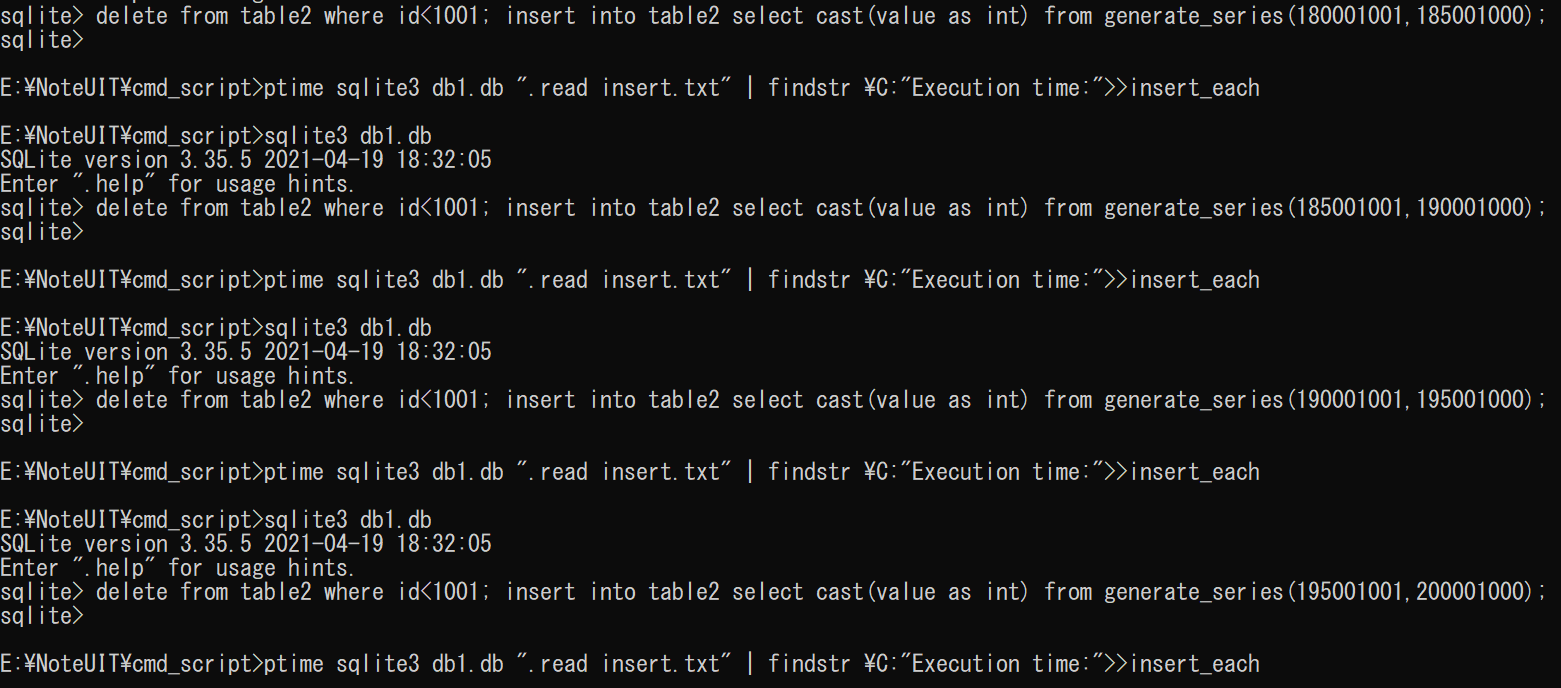 sqlite> delete from table2 where id<1001; insert into table2 select cast(value as int) from generate_series(180001001,185001000);
sqlite>
E:¥NoteUIT¥cmd_script>ptime sqlite3 db1.db ".read insert.txt" | findstr ¥C:"Execution time:">>insert_each
E:¥NoteUIT¥cmd_script>sqlite3 db1.db
SQLite version 3.35.5 2021-04-19 18:32:05
Enter ".help" for usage hints.
sqlite> delete from table2 where id<1001; insert into table2 select cast(value as int) from generate_series(185001001,190001000);
sqlite>
E:¥NoteUIT¥cmd_script>ptime sqlite3 db1.db ".read insert.txt" | findstr ¥C:"Execution time:">>insert_each
E:¥NoteUIT¥cmd_script>sqlite3 db1.db
SQLite version 3.35.5 2021-04-19 18:32:05
Enter ".help" for usage hints.
sqlite> delete from table2 where id<1001; insert into table2 select cast(value as int) from generate_series(190001001,195001000);
sqlite>
E:¥NoteUIT¥cmd_script>ptime sqlite3 db1.db ".read insert.txt" | findstr ¥C:"Execution time:">>insert_each
E:¥NoteUIT¥cmd_script>sqlite3 db1.db
SQLite version 3.35.5 2021-04-19 18:32:05
Enter ".help" for usage hints.
sqlite> delete from table2 where id<1001; insert into table2 select cast(value as int) from generate_series(195001001,200001000);
sqlite>
E:¥NoteUIT¥cmd_script>ptime sqlite3 db1.db ".read insert.txt" | findstr ¥C:"Execution time:">>insert_each